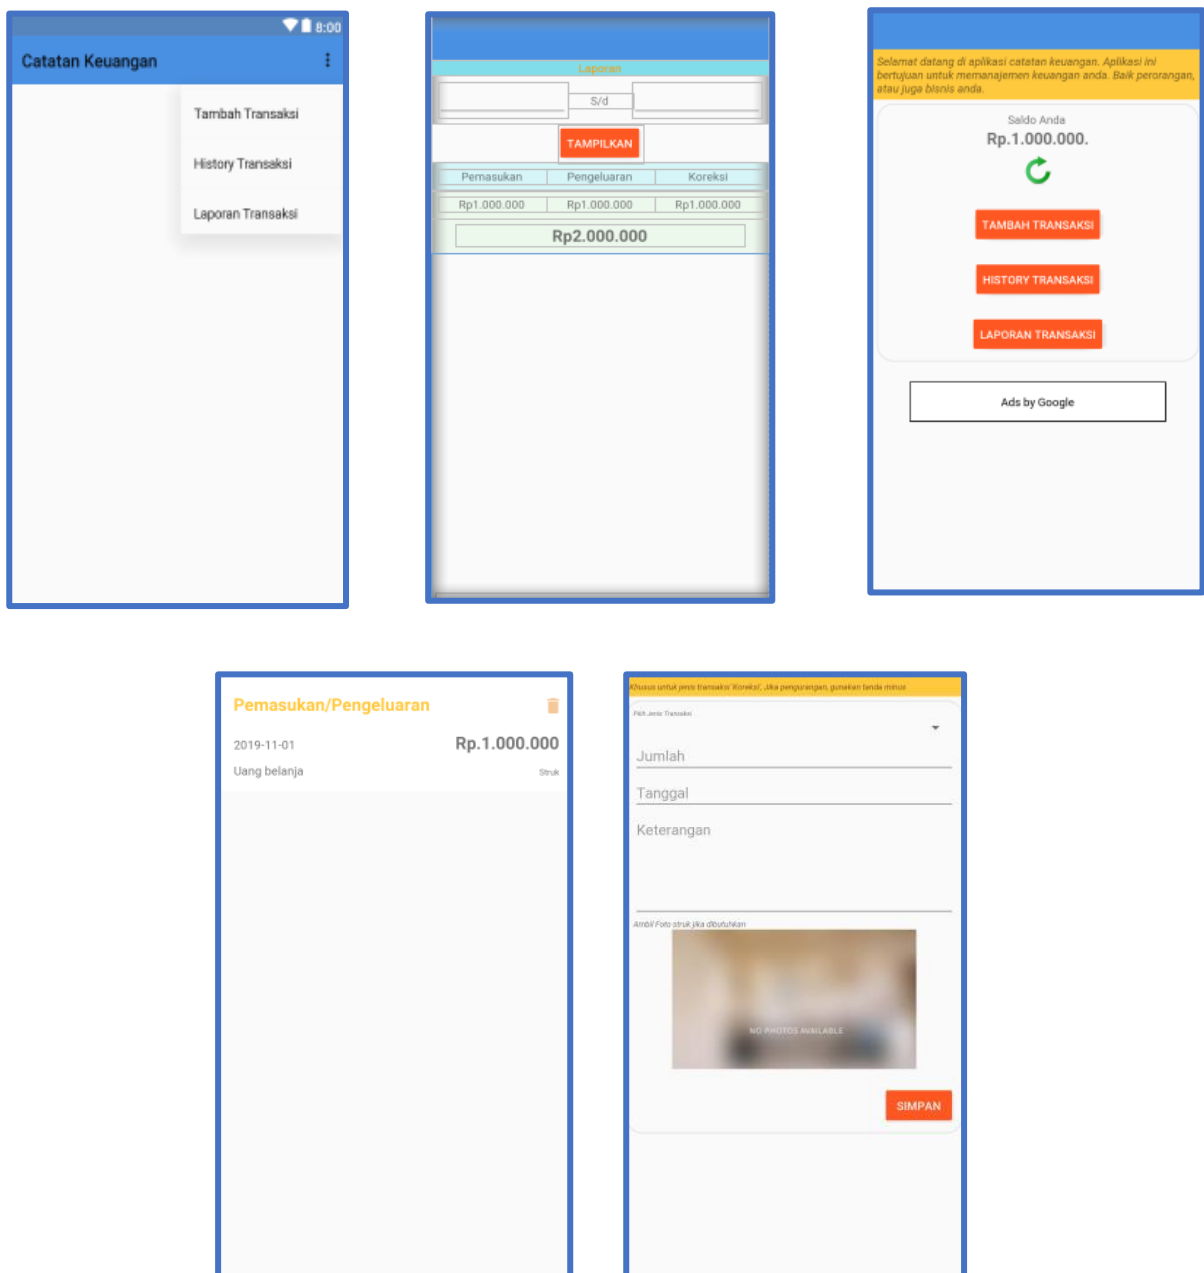 8:00
Catatan Keuangan
Tambah Transaksi
History Transaksi
Laporan Transaksi
Laporan
S/d
TAMPILKAN
Pemasukan Pengeluaran Koreksi
Rp1.000.000 Rp1.000.000 Rp1.000.000
Rp2.000.000
Selamat datang di aplikasi catatan keuangan. Aplikasi ini
bertujuan untuk memanajemen keuangan anda. Baik perorangan,
atau juga bisnis anda.
Saldo Anda
Rp.1.000.000.
TAMBAH TRANSAKSI
HISTORY TRANSAKSI
LAPORAN TRANSAKSI
Ads by Google
Pemasukan/Pengeluaran
2019-11-01 Rp.1.000.000
Uang belanja Struk
Khusus untuk jenis transaksi 'Koreksi', Jika pengurangan, gunakan tanda minus
Pilih Jenis Transaksi
Jumlah
Tanggal
Keterangan
Ambil Foto struk jika dibutuhkan
NO PHOTOS AVAILABLE
SIMPAN